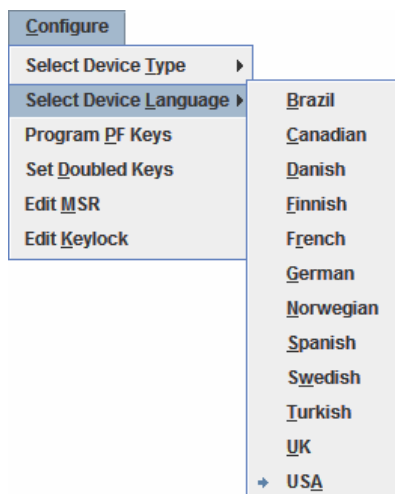 Configure
Select Device Type
Select Device Language
Program PF Keys
Set Doubled Keys
Edit MSR
Edit Keylock
Brazil
Canadian
Danish
Finnish
French
German
Norwegian
Spanish
Swedish
Turkish
UK
USA